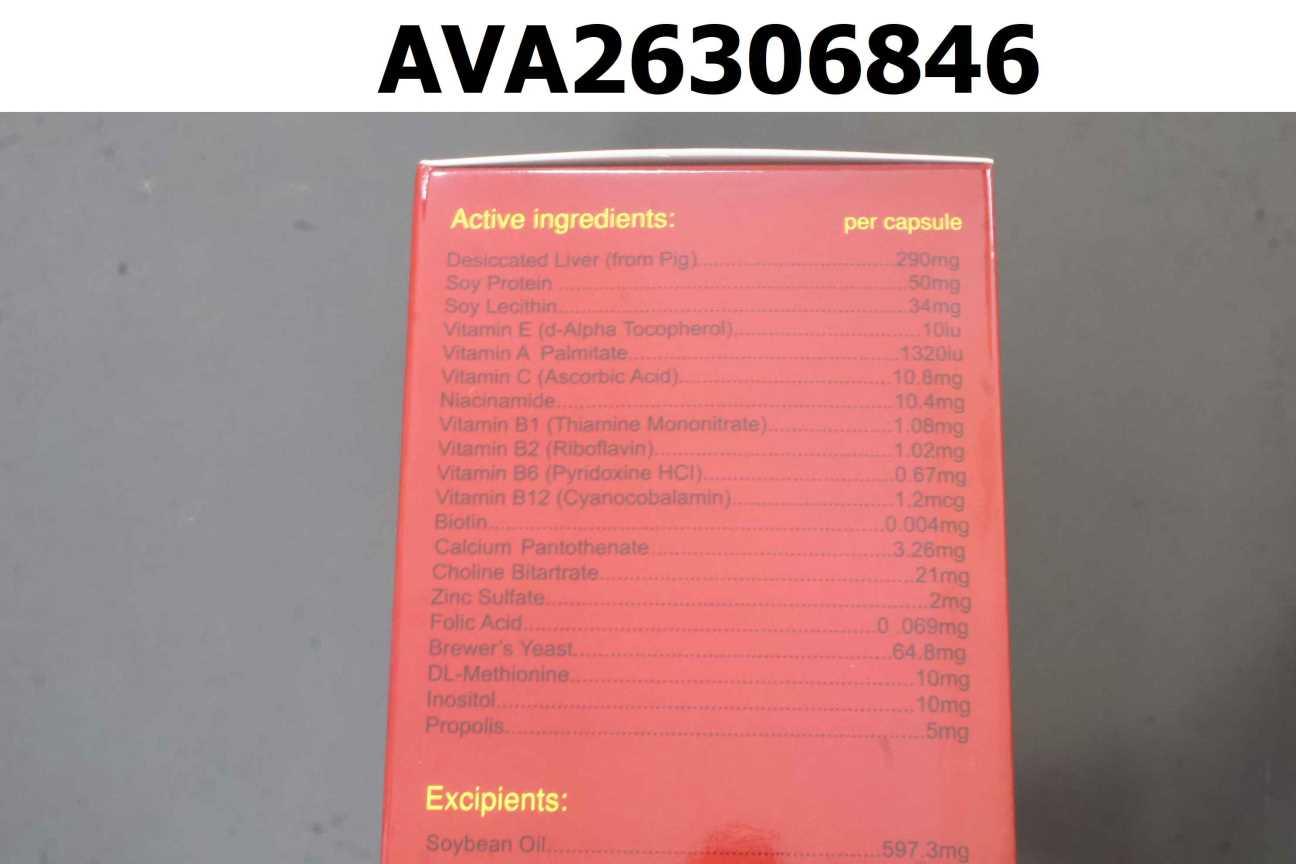 AVA26306846
Active ingredients: per capsule
Desiccated Liver (from Pig) 290mg
Soy Protein 50mg
Soy Lecithin 34mg
Vitamin E (d-Alpha Tocopherol) 10iu
Vitamin A Palmitate 1320iu
Vitamin C (Ascorbic Acid) 10.8mg
Niacinamide 10.4mg
Vitamin B1 (Thiamine Mononitrate) 1.08mg
Vitamin B2 (Riboflavin) 1.02mg
Vitamin B6 (Pyridoxine HCl) 0.67mg
Vitamin B12 (Cyanocobalamin) 1.2mcg
Biotin 0.004mg
Calcium Pantothenate 3.26mg
Choline Bitartrate 21mg
Zinc Sulfate 2mg
Folic Acid 0 .069mg
Brewer's Yeast 64.8mg
DL-Methionine 10mg
Inositol 10mg
Propolis 5mg
Excipients:
Soybean Oil 597.3mg